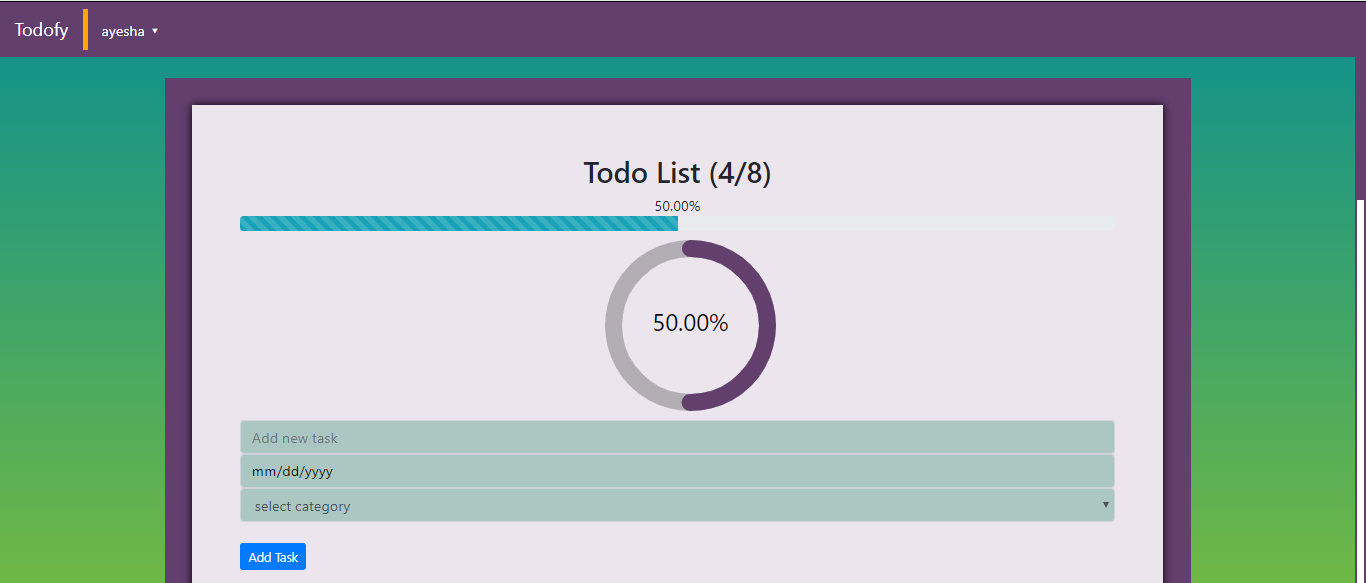 Todofy
ayesha
Todo List (4/8)
50.00%
50.00%
Add new task
mm/dd/yyyy
select category
Add Task